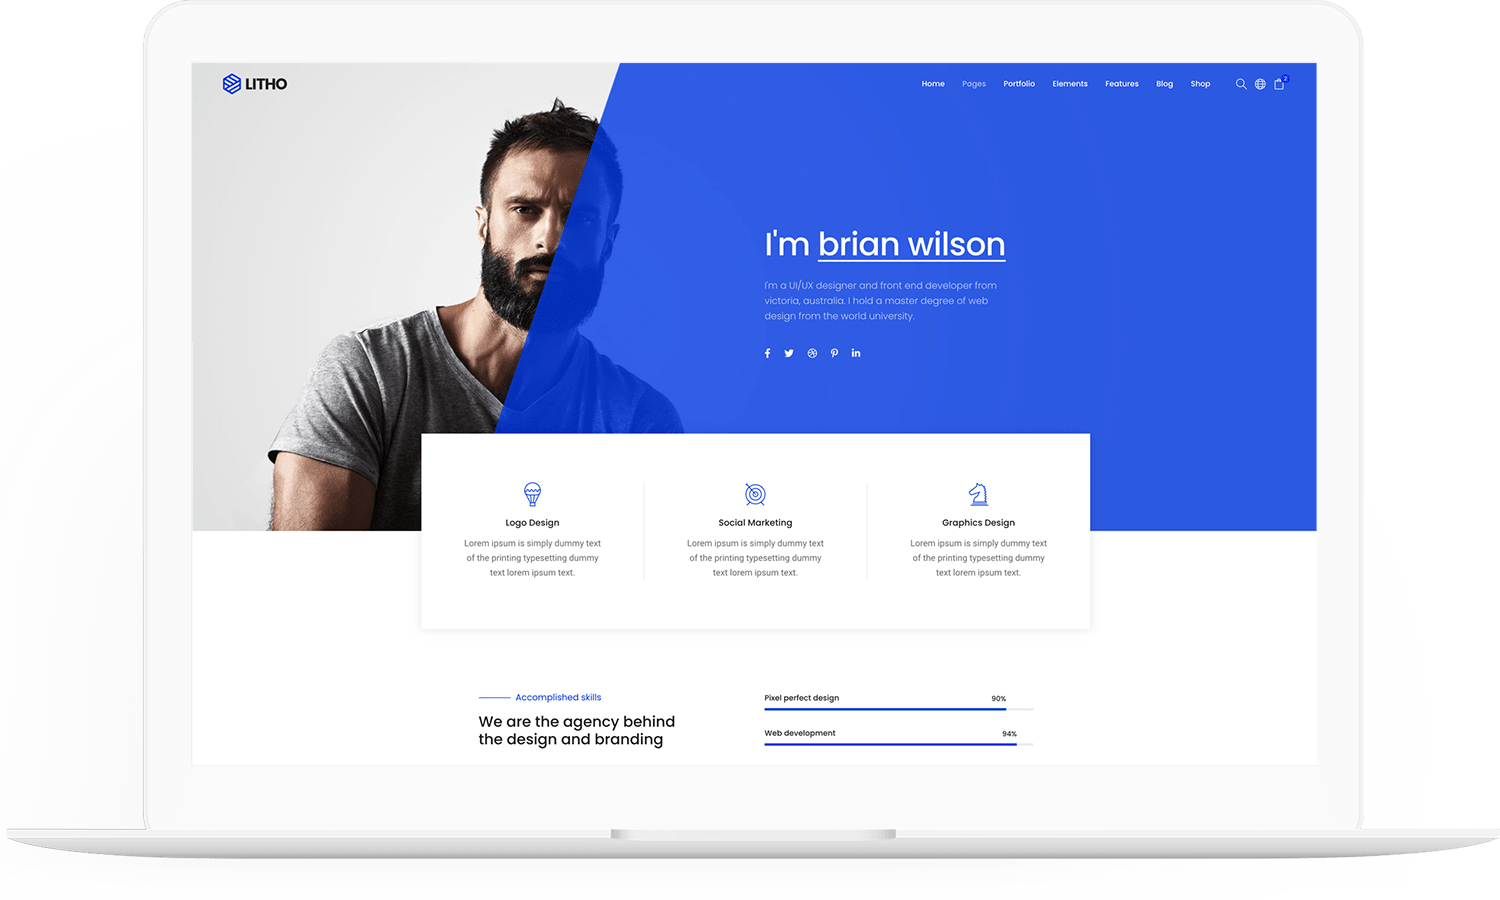 LITHO
Home Pages Portfolio Elements Features Blog Shop
2
I'm brian wilson
I'm a UI/UX designer and front end developer from
victoria, australia. I hold a master degree of web
design from the world university.
Logo Design
Lorem ipsum is simply dummy text
of the printing typesetting dummy
text lorem ipsum text.
Social Marketing
Lorem ipsum is simply dummy text
of the printing typesetting dummy
text lorem ipsum text.
Graphics Design
Lorem ipsum is simply dummy text
of the printing typesetting dummy
text lorem ipsum text.
Accomplished skills
We are the agency behind
the design and branding
Pixel perfect design 90%
Web development 94%